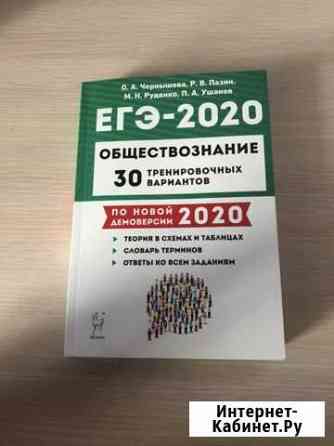 О. А. Чернышева, Р. В. Пазин,
М. Н. Руденко, П. А. Ушаков
ЕГЭ-2020
ОБЩЕСТВОЗНАНИЕ
30 ТРЕНИРОВОЧНЫХ
ВАРИАНТОВ
ПО НОВОЙ
ДЕМОВЕРСИИ 2020
ТЕОРИЯ В СХЕМАХ И ТАБЛИЦАХ
СЛОВАРЬ ТЕРМИНОВ
ОТВЕТЫ КО ВСЕМ ЗАДАНИЯМ
Интернет-
Кабинет.Ру